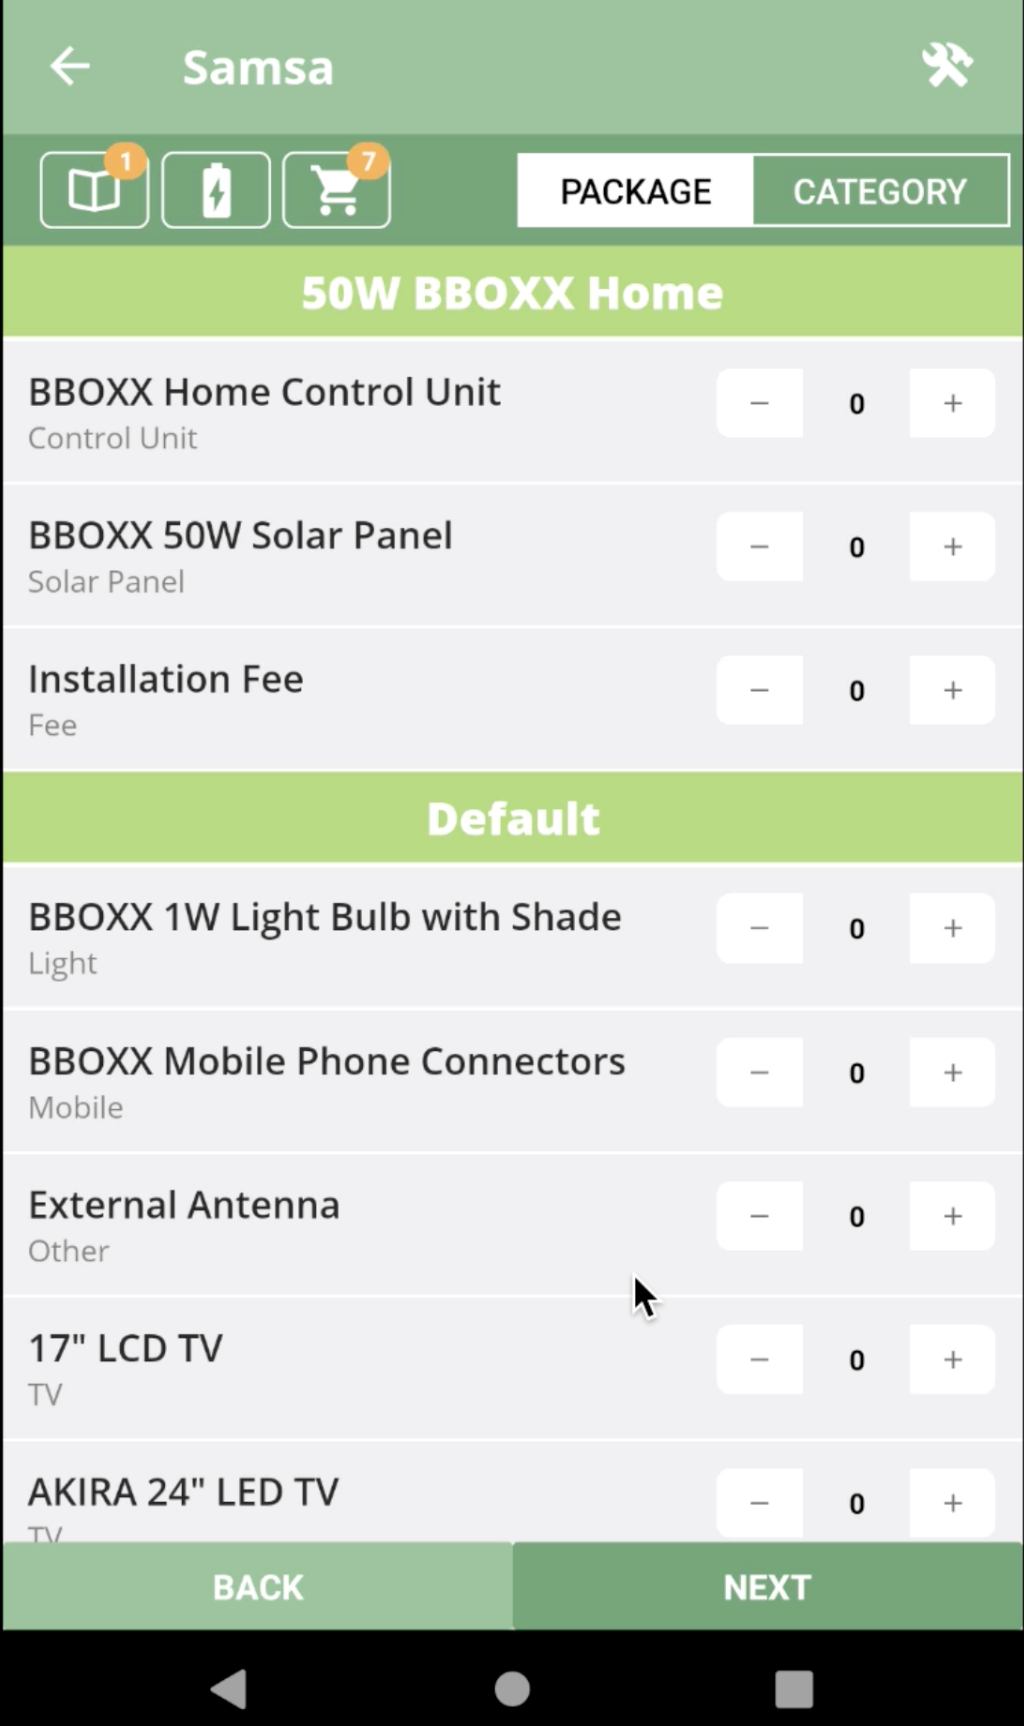 Samsa
1
7
PACKAGE
CATEGORY
50W BBOXX Home
BBOXX Home Control Unit
Control Unit
− 0 +
BBOXX 50W Solar Panel
Solar Panel
− 0 +
Installation Fee
Fee
− 0 +
Default
BBOXX 1W Light Bulb with Shade
Light
− 0 +
BBOXX Mobile Phone Connectors
Mobile
− 0 +
External Antenna
Other
− 0 +
17" LCD TV
TV
− 0 +
AKIRA 24" LED TV
TV
− 0 +
BACK
NEXT